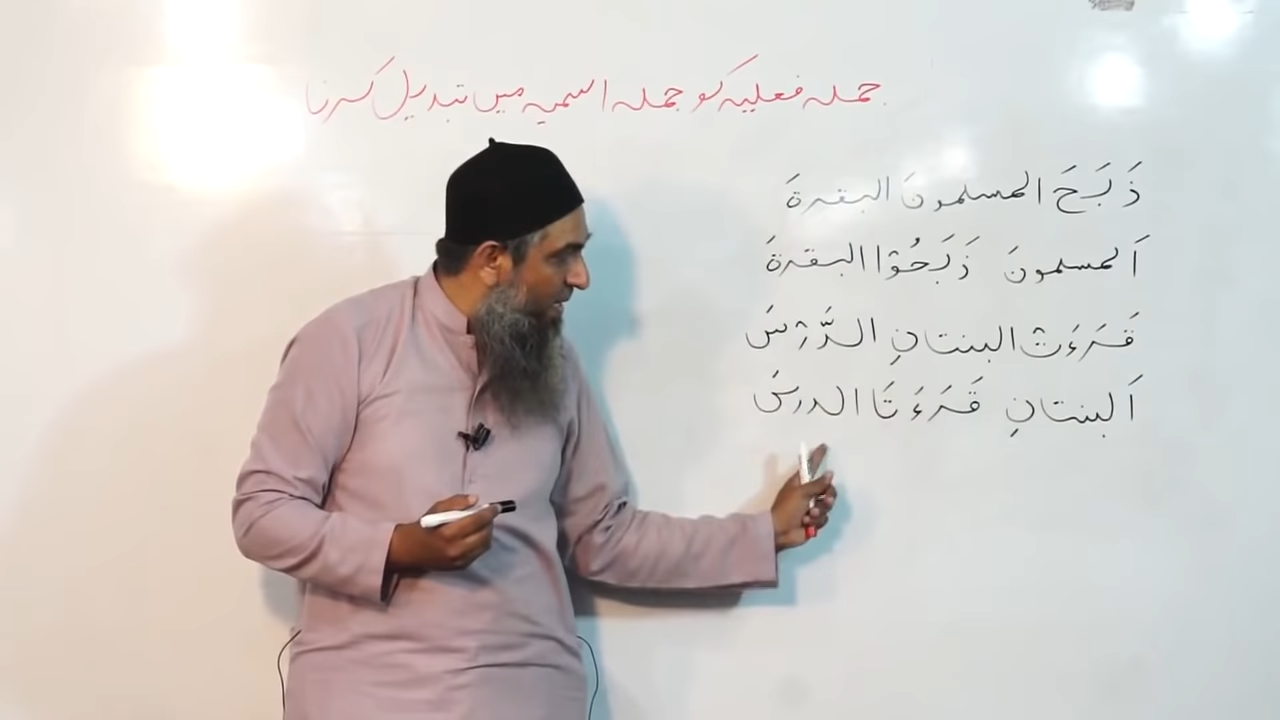 جملہ فعلیہ کو جملہ اسمیہ میں تبدیل کرنا
ذَبَحَ المسلمونَ البقرةَ
اَلمسلمونَ ذَبَحُوْا البقرةَ
قَرَءَتْ البنتانِ الدَّرْسَ
اَلبنتانِ قَرَءَتَا الدرسَ